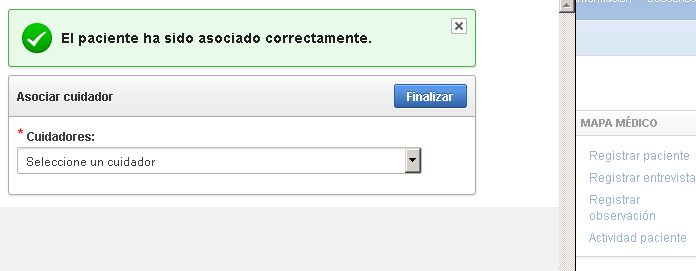 El paciente ha sido asociado correctamente.
Asociar cuidador
Finalizar
* Cuidadores:
Seleccione un cuidador
MAPA MÉDICO
Registrar paciente
Registrar entrevista
Registrar
observación
Actividad paciente